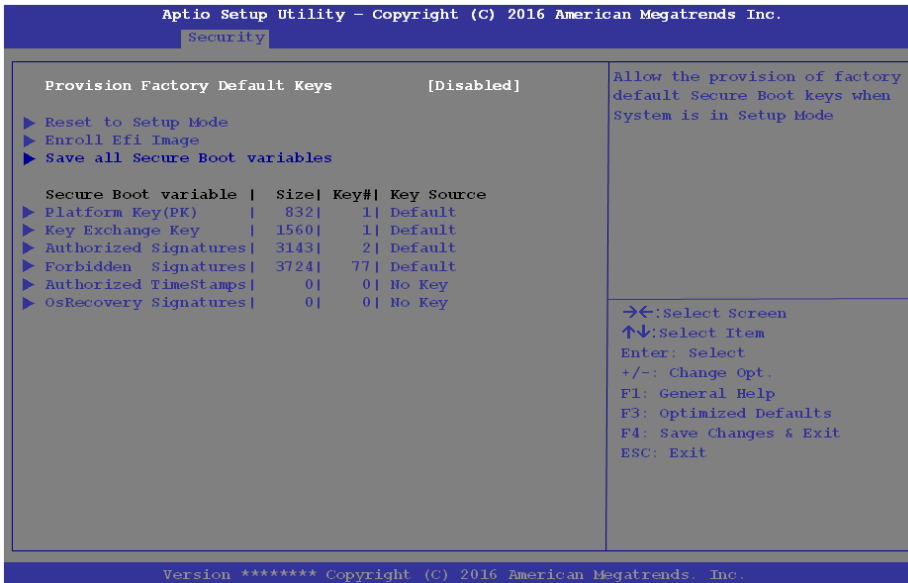 Aptio Setup Utility – Copyright (C) 2016 American Megatrends Inc.
Security
Provision Factory Default Keys [Disabled]
▶ Reset to Setup Mode
▶ Enroll Efi Image
▶ Save all Secure Boot variables
Secure Boot variable | Size| Key#| Key Source
▶ Platform Key(PK) | 832| 1| Default
▶ Key Exchange Key | 1560| 1| Default
▶ Authorized Signatures| 3143| 2| Default
▶ Forbidden Signatures| 3724| 77| Default
▶ Authorized TimeStamps| 0| 0| No Key
▶ OsRecovery Signatures| 0| 0| No Key
Allow the provision of factory
default Secure Boot keys when
System is in Setup Mode
→←:Select Screen
↑↓:Select Item
Enter: Select
+/-: Change Opt.
F1: General Help
F3: Optimized Defaults
F4: Save Changes & Exit
ESC: Exit
Version ******** Copyright (C) 2016 American Megatrends. Inc.